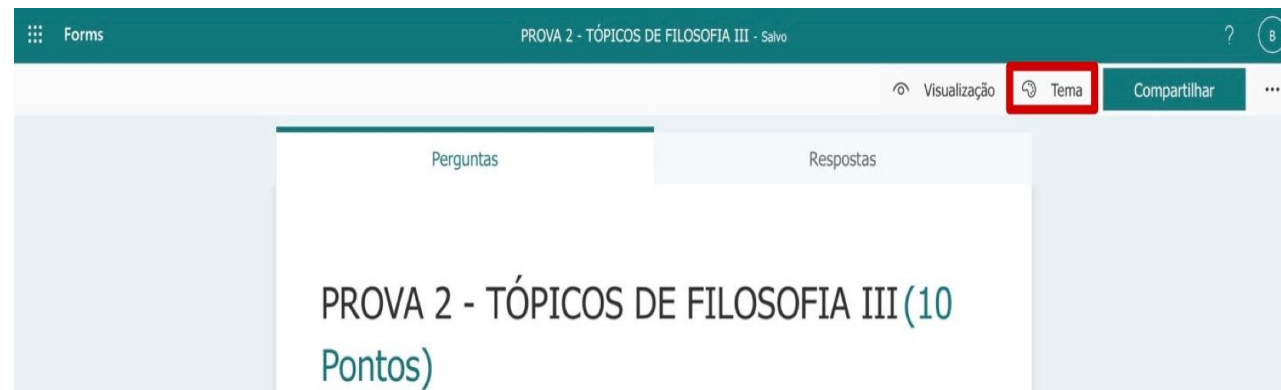 Forms
PROVA 2 - TÓPICOS DE FILOSOFIA III - Salvo
?
B
Visualização
Tema
Compartilhar
...
Perguntas
Respostas
PROVA 2 - TÓPICOS DE FILOSOFIA III (10
Pontos)